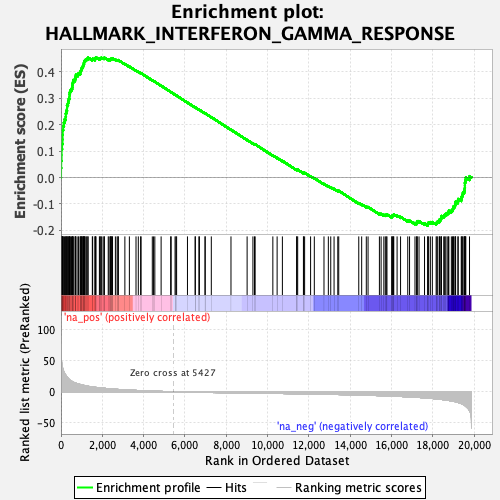 Enrichment plot:
HALLMARK_INTERFERON_GAMMA_RESPONSE
Enrichment score (ES)
0.4
0.3
0.2
0.1
0.0
-0.1
-0.2
'na_pos' (positively correlated)
Ranked list metric (PreRanked)
100
50
0
-50
Zero cross at 5427
'na_neg' (negatively correlated)
0
2,000
4,000
6,000
8,000
10,000
12,000
14,000
16,000
18,000
20,000
Rank in Ordered Dataset
Enrichment profile
Hits
Ranking metric scores